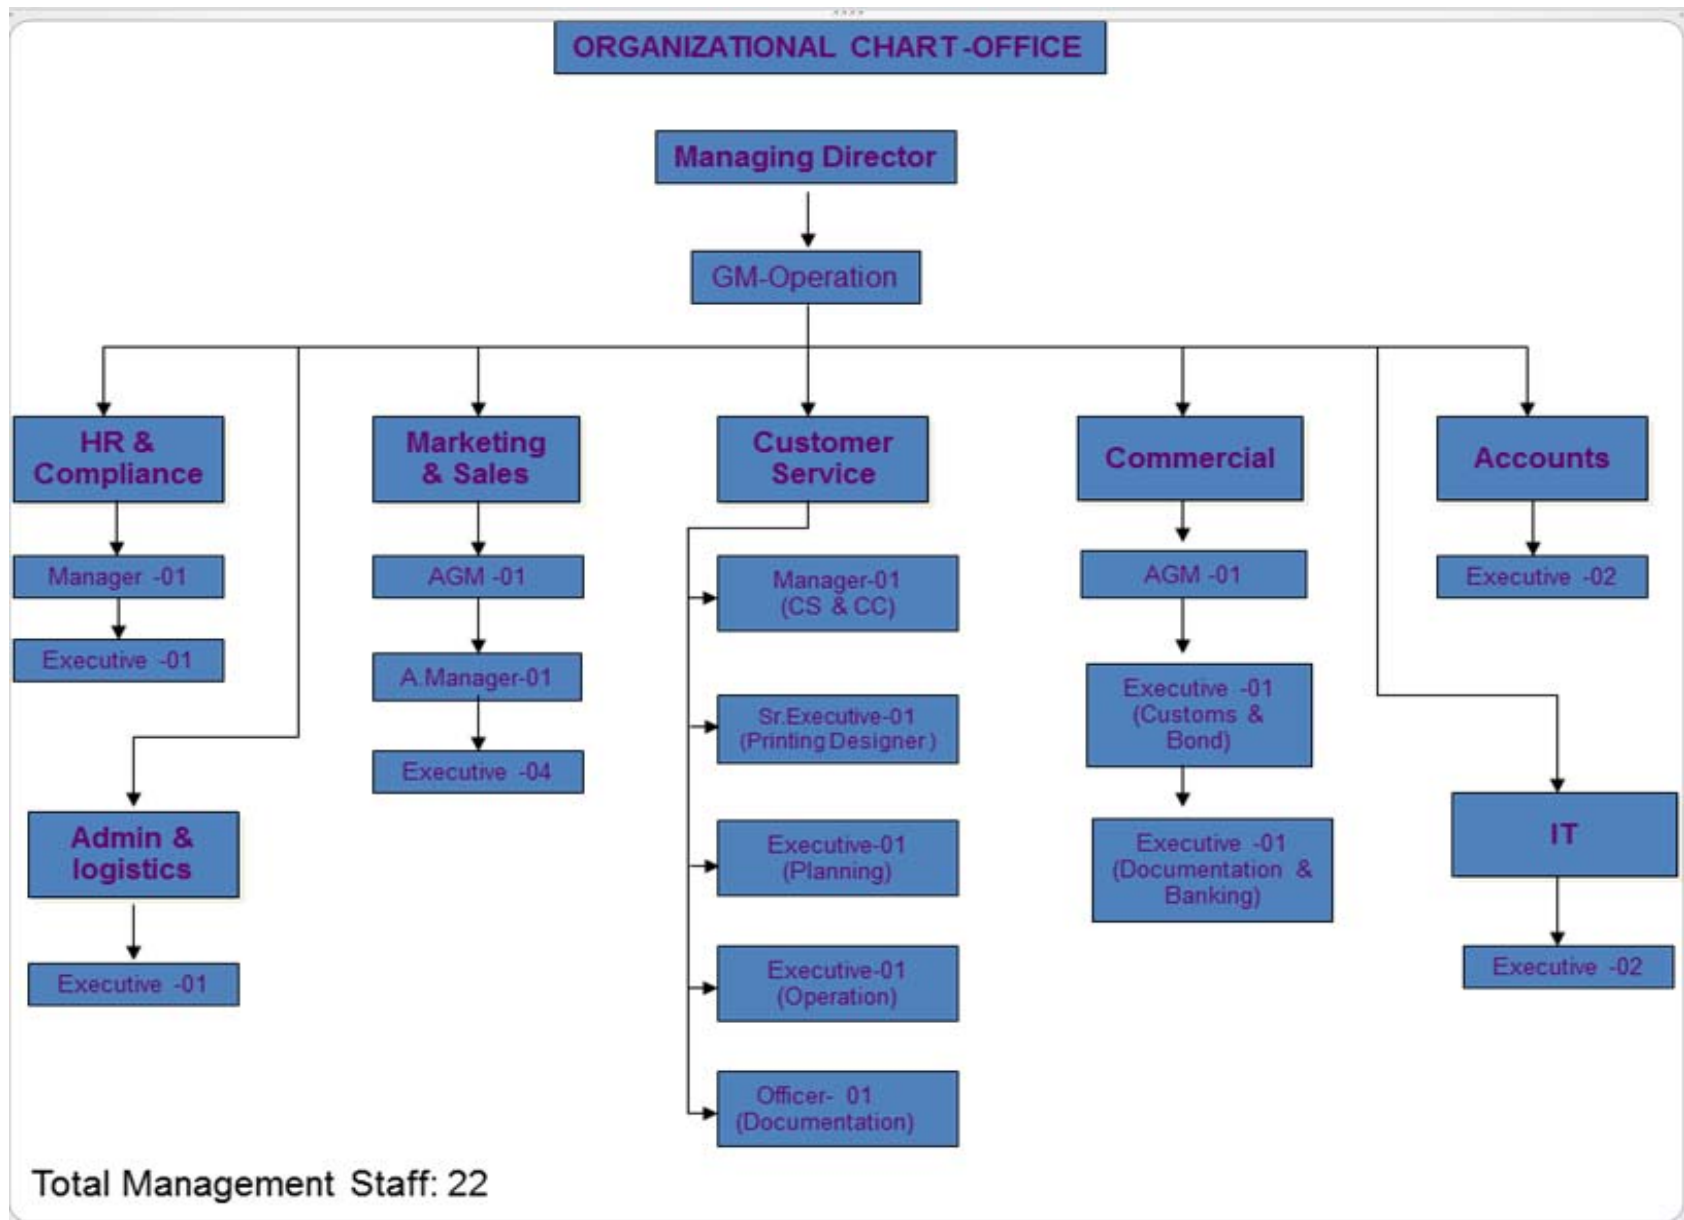 ORGANIZATIONAL CHART-OFFICE
Managing Director
GM-Operation
HR &
Compliance
Manager -01
Executive -01
Admin &
logistics
Executive -01
Marketing
& Sales
AGM -01
A.Manager-01
Executive -04
Customer
Service
Manager-01
(CS & CC)
Sr.Executive-01
(Printing Designer)
Executive-01
(Planning)
Executive-01
(Operation)
Officer- 01
(Documentation)
Commercial
AGM -01
Executive -01
(Customs &
Bond)
Executive -01
(Documentation &
Banking)
Accounts
Executive -02
IT
Executive -02
Total Management Staff: 22